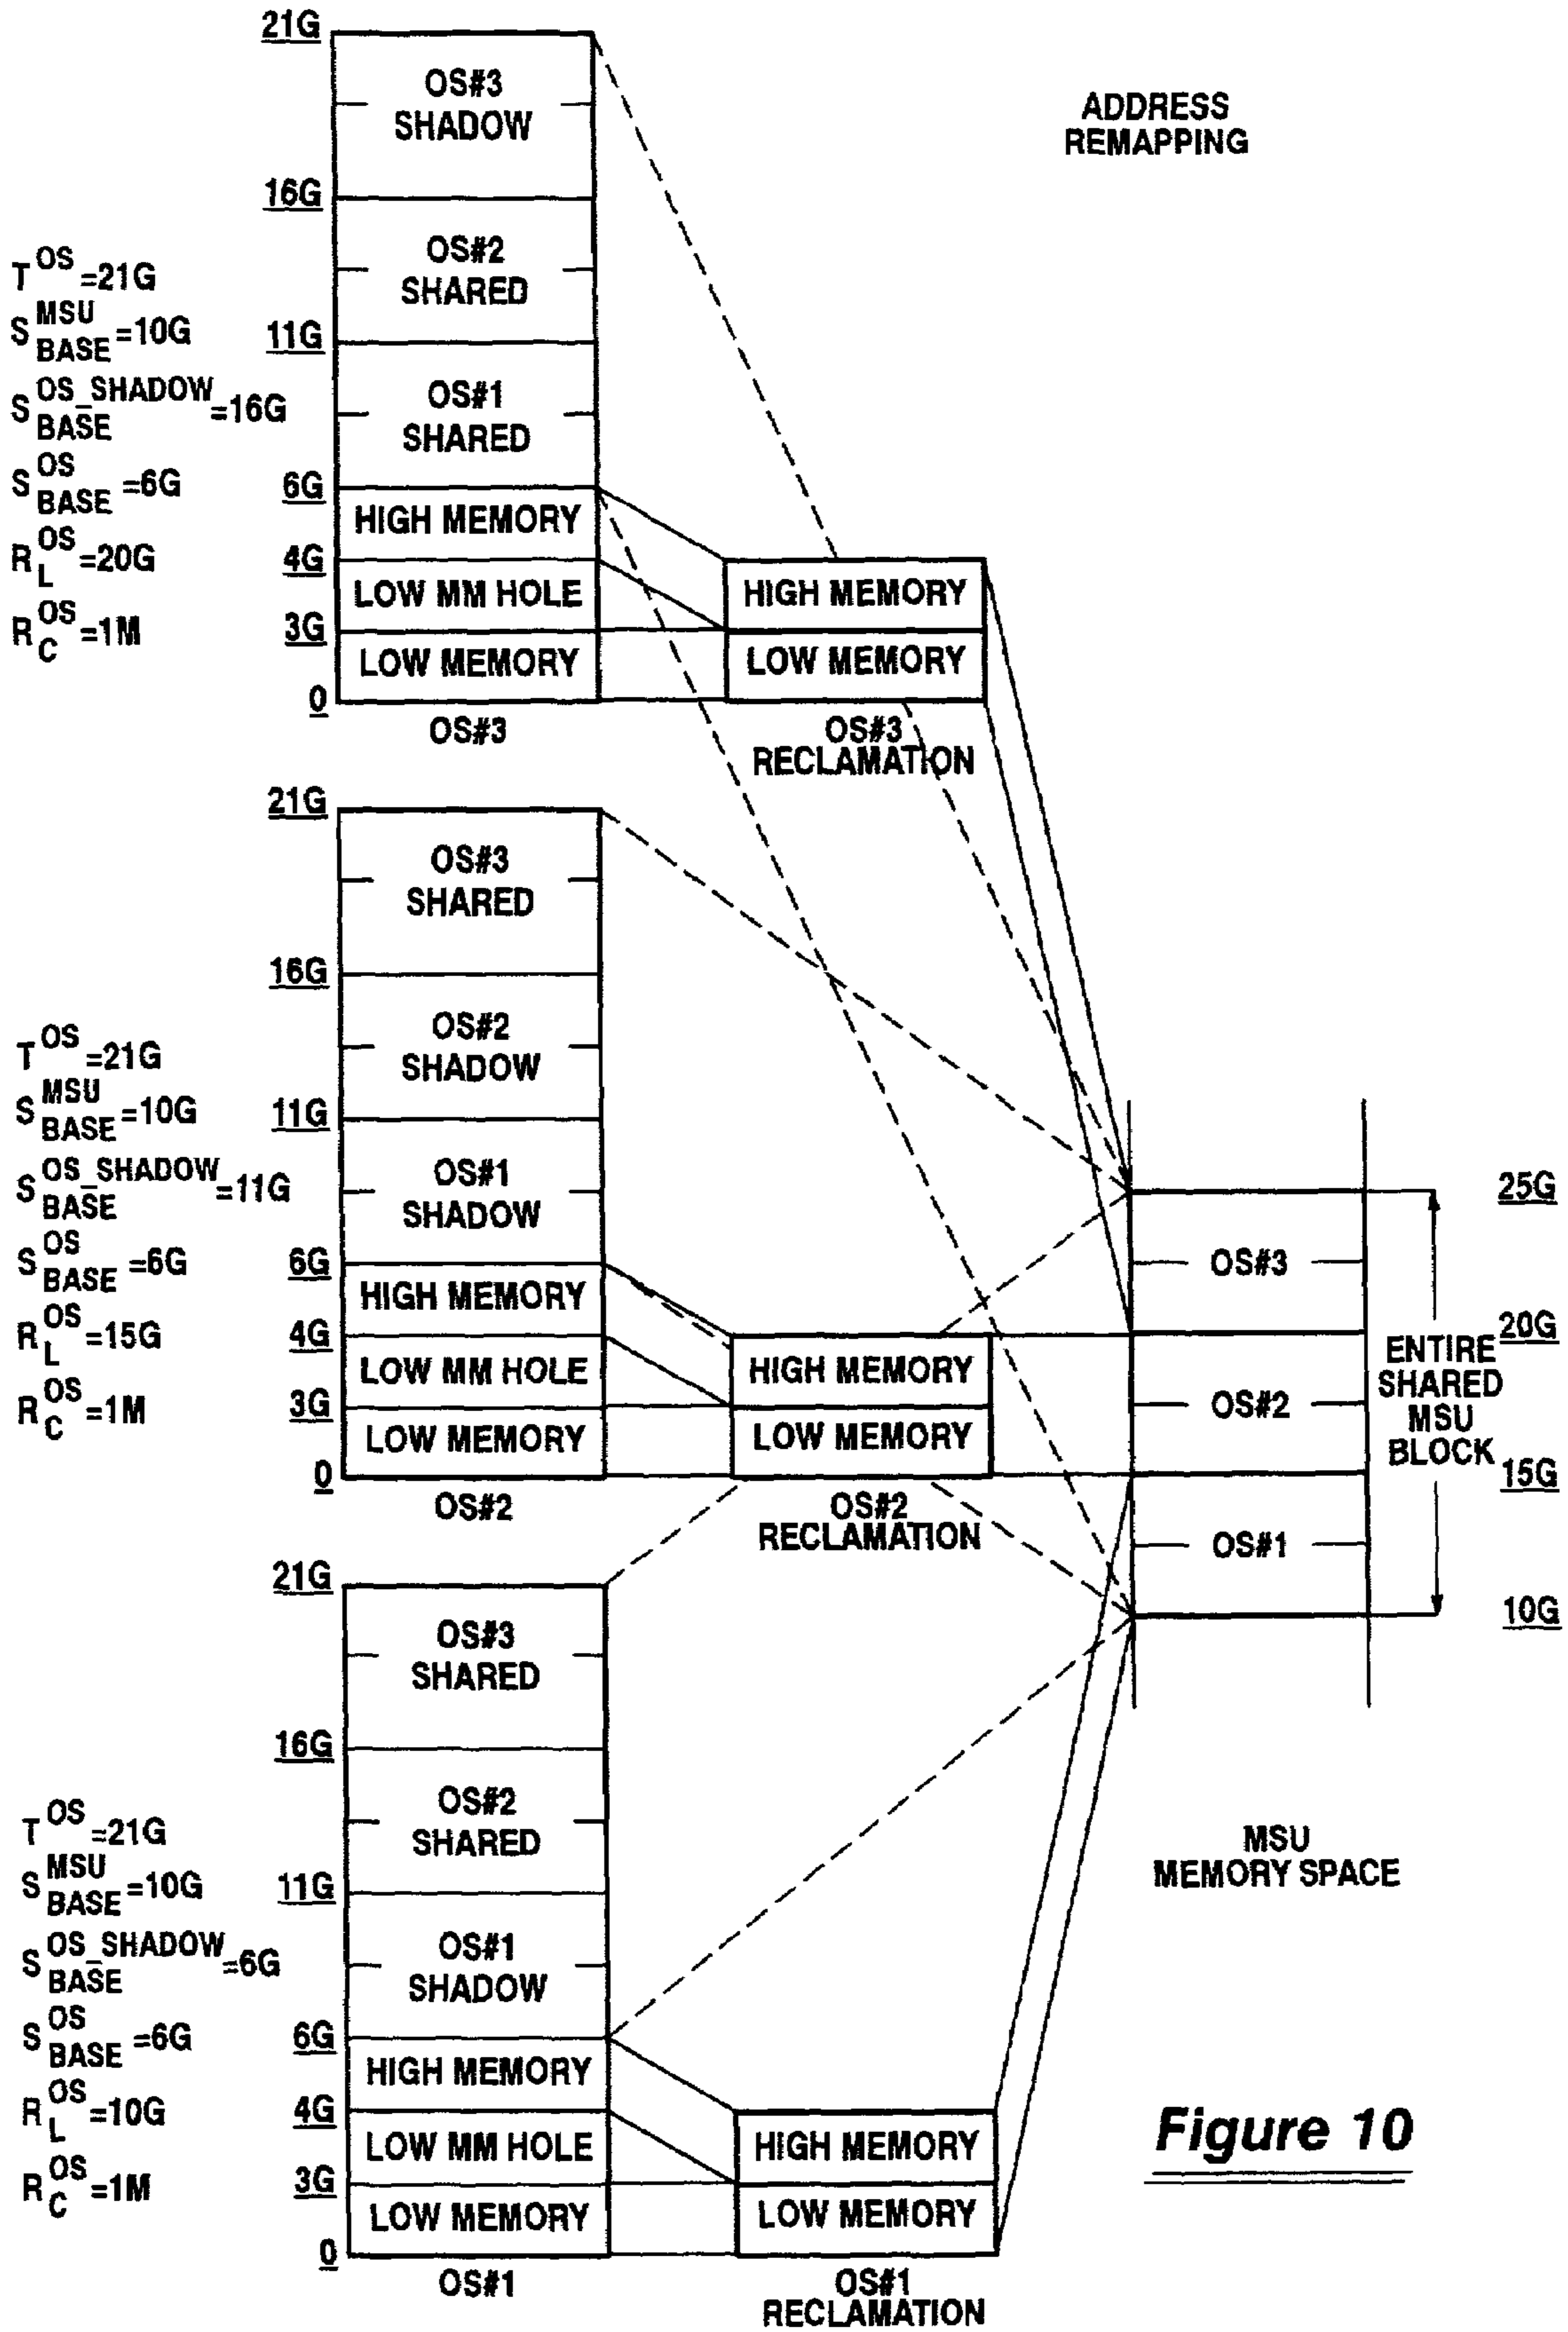 ADDRESS
REMAPPING
T OS =21G
S MSU BASE =10G
S OS_SHADOW BASE =16G
S OS BASE =6G
R OS L =20G
R OS C =1M
21G
OS#3
SHADOW
16G
OS#2
SHARED
11G
OS#1
SHARED
6G
HIGH MEMORY
4G
LOW MM HOLE
3G
LOW MEMORY
0
OS#3
HIGH MEMORY
LOW MEMORY
OS#3
RECLAMATION
T OS =21G
S MSU BASE =10G
S OS_SHADOW BASE =11G
S OS BASE =6G
R OS L =15G
R OS C =1M
21G
OS#3
SHARED
16G
OS#2
SHADOW
11G
OS#1
SHADOW
6G
HIGH MEMORY
4G
LOW MM HOLE
3G
LOW MEMORY
0
OS#2
HIGH MEMORY
LOW MEMORY
OS#2
RECLAMATION
25G
OS#3
20G
OS#2
15G
OS#1
10G
ENTIRE
SHARED
MSU
BLOCK
MSU
MEMORY SPACE
T OS =21G
S MSU BASE =10G
S OS_SHADOW BASE =6G
S OS BASE =6G
R OS L =10G
R OS C =1M
21G
OS#3
SHARED
16G
OS#2
SHARED
11G
OS#1
SHADOW
6G
HIGH MEMORY
4G
LOW MM HOLE
3G
LOW MEMORY
0
OS#1
HIGH MEMORY
LOW MEMORY
OS#1
RECLAMATION
Figure 10